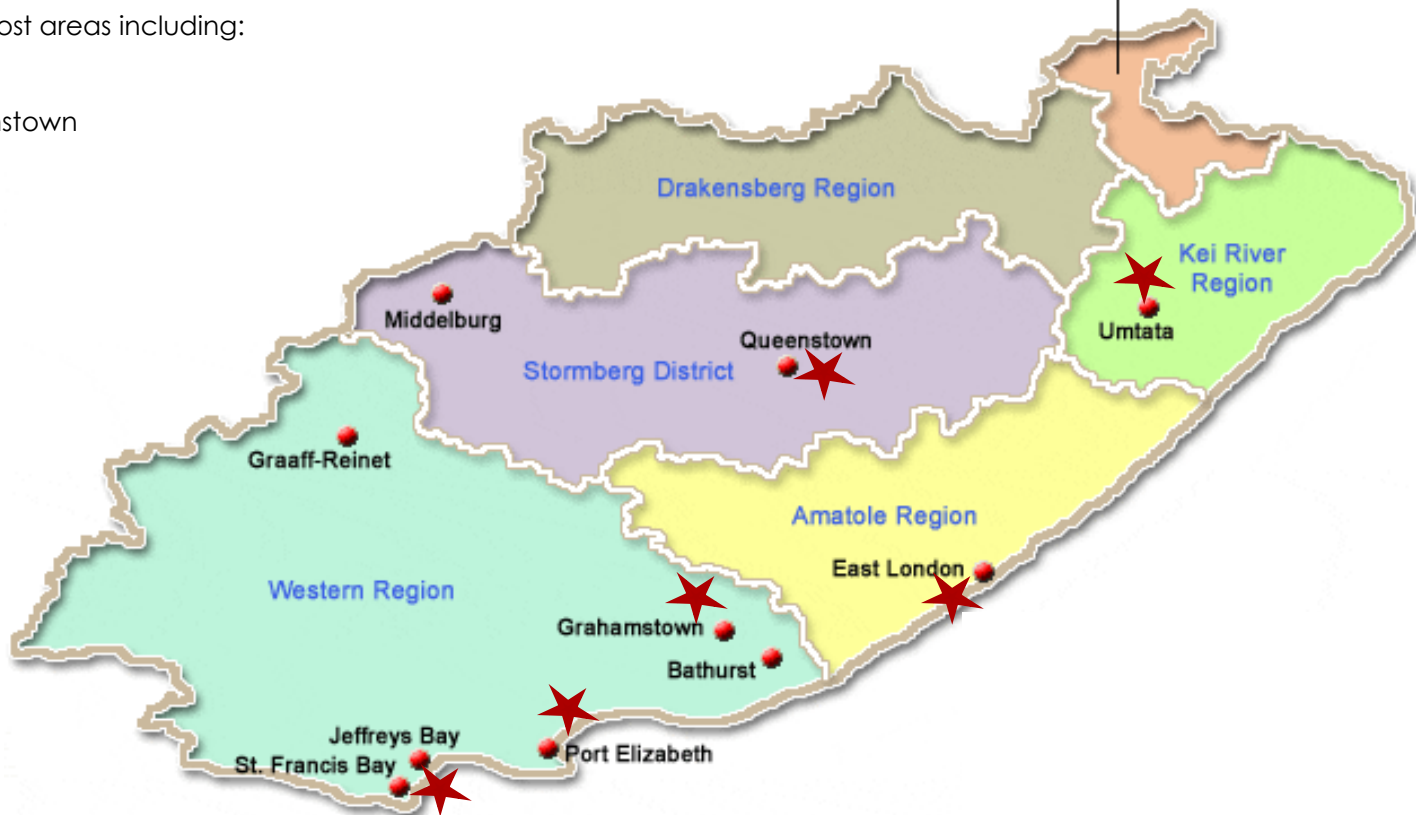 ost areas including:
nstown
Drakensberg Region
Kei River
Region
Middelburg
Umtata
Queenstown
Stormberg District
Graaff-Reinet
Amatole Region
East London
Western Region
Grahamstown
Bathurst
Jeffreys Bay
Port Elizabeth
St. Francis Bay